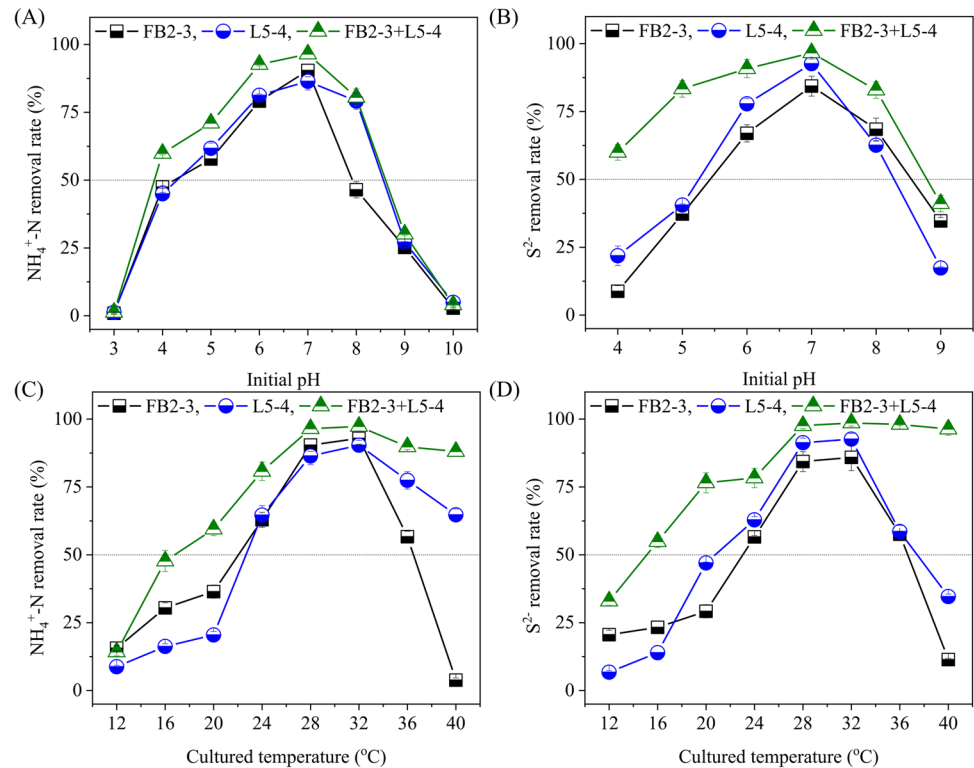 (A)
FB2-3, L5-4, FB2-3+L5-4
NH₄⁺-N removal rate (%)
100
75
50
25
0
3 4 5 6 7 8 9 10
Initial pH
(B)
FB2-3, L5-4, FB2-3+L5-4
S²⁻ removal rate (%)
100
75
50
25
0
4 5 6 7 8 9
Initial pH
(C)
FB2-3, L5-4, FB2-3+L5-4
NH₄⁺-N removal rate (%)
100
75
50
25
0
12 16 20 24 28 32 36 40
Cultured temperature (°C)
(D)
FB2-3, L5-4, FB2-3+L5-4
S²⁻ removal rate (%)
100
75
50
25
0
12 16 20 24 28 32 36 40
Cultured temperature (°C)